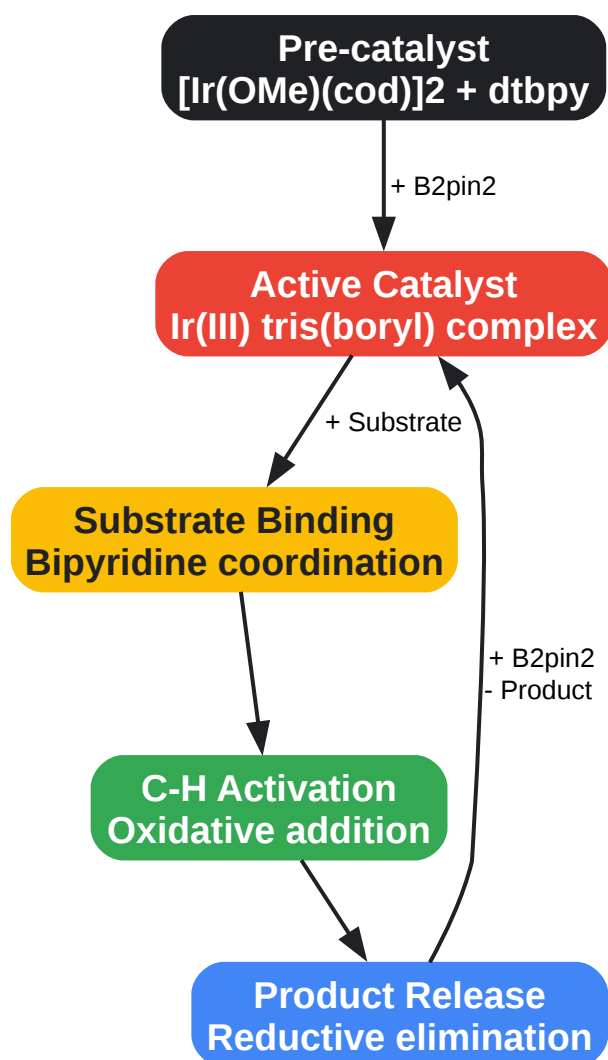 Pre-catalyst
[Ir(OMe)(cod)]2 + dtbpy
+ B2pin2
Active Catalyst
Ir(III) tris(boryl) complex
+ Substrate
Substrate Binding
Bipyridine coordination
+ B2pin2
- Product
C-H Activation
Oxidative addition
Product Release
Reductive elimination